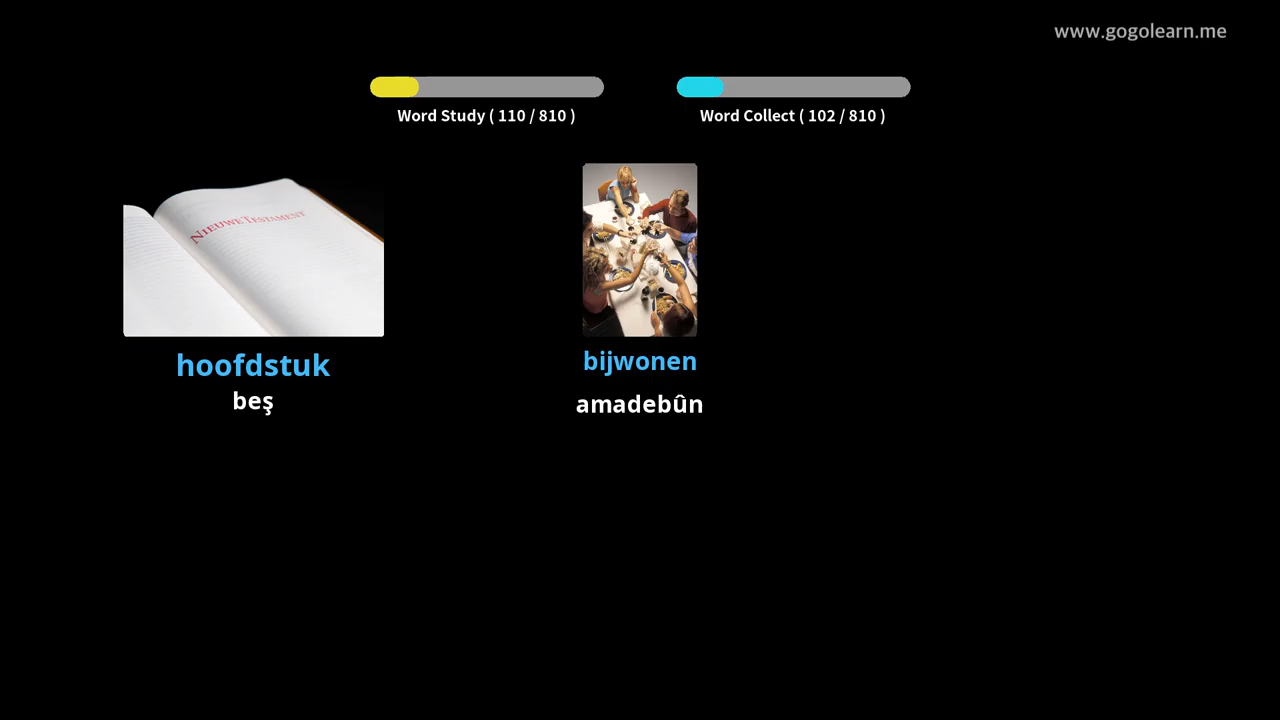 www.gogolearn.me
Word Study ( 110 / 810 )
Word Collect ( 102 / 810 )
NIEUWE TESTAMENT
hoofdstuk
beş
bijwonen
amadebûn